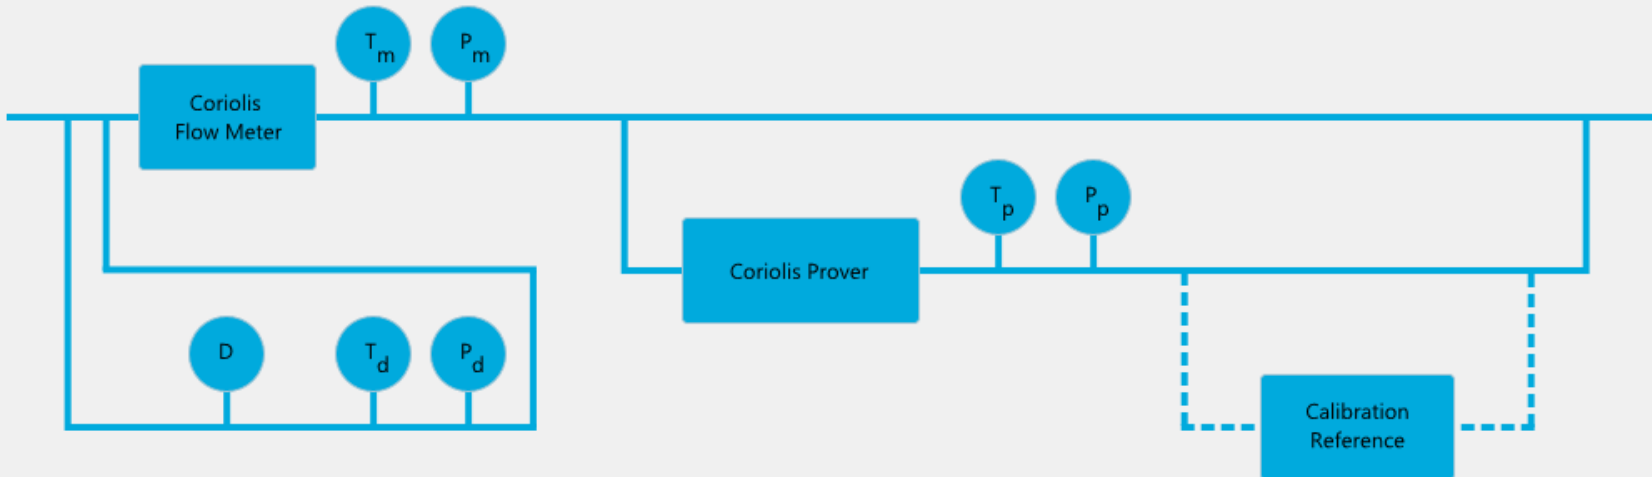 Tm
Pm
Coriolis
Flow Meter
Tp
Pp
Coriolis Prover
D
Td
Pd
Calibration
Reference